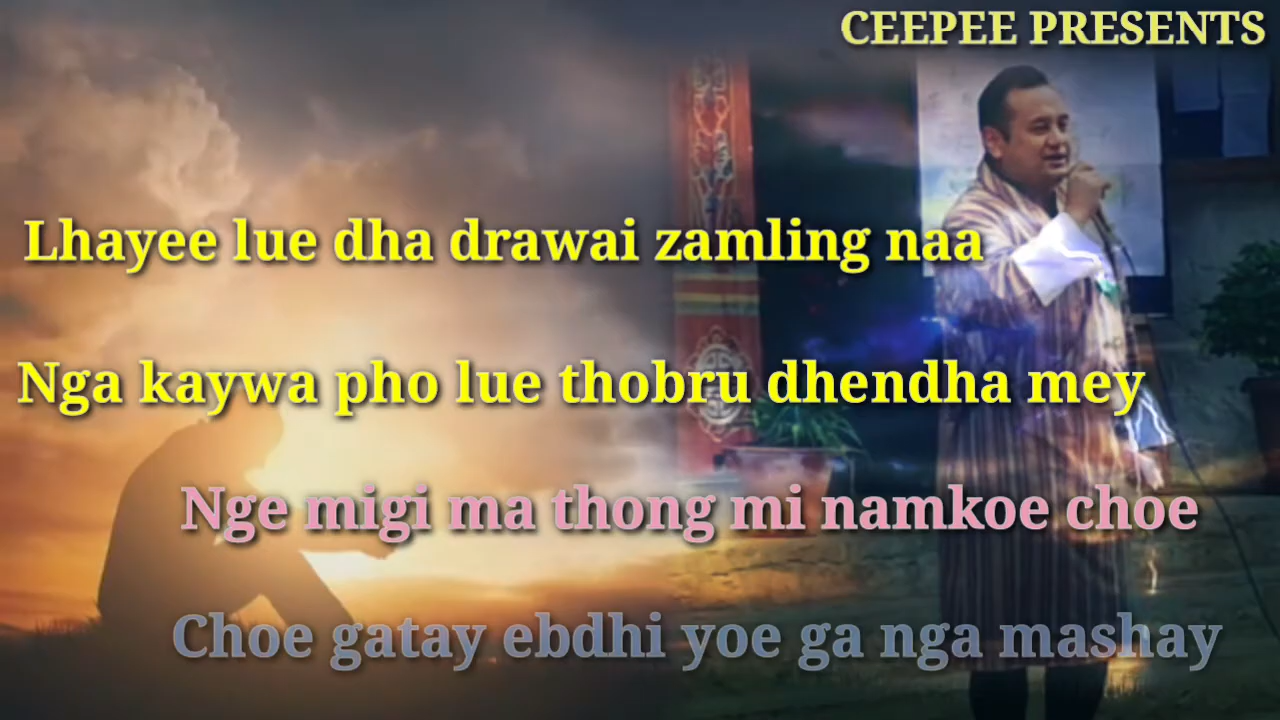 CEEPEE PRESENTS
Lhayee lue dha drawai zamling naa
Nga kaywa pho lue thobru dhendha mey
Nge migi ma thong mi namkoe choe
Choe gatay ebdhi yoe ga nga mashay